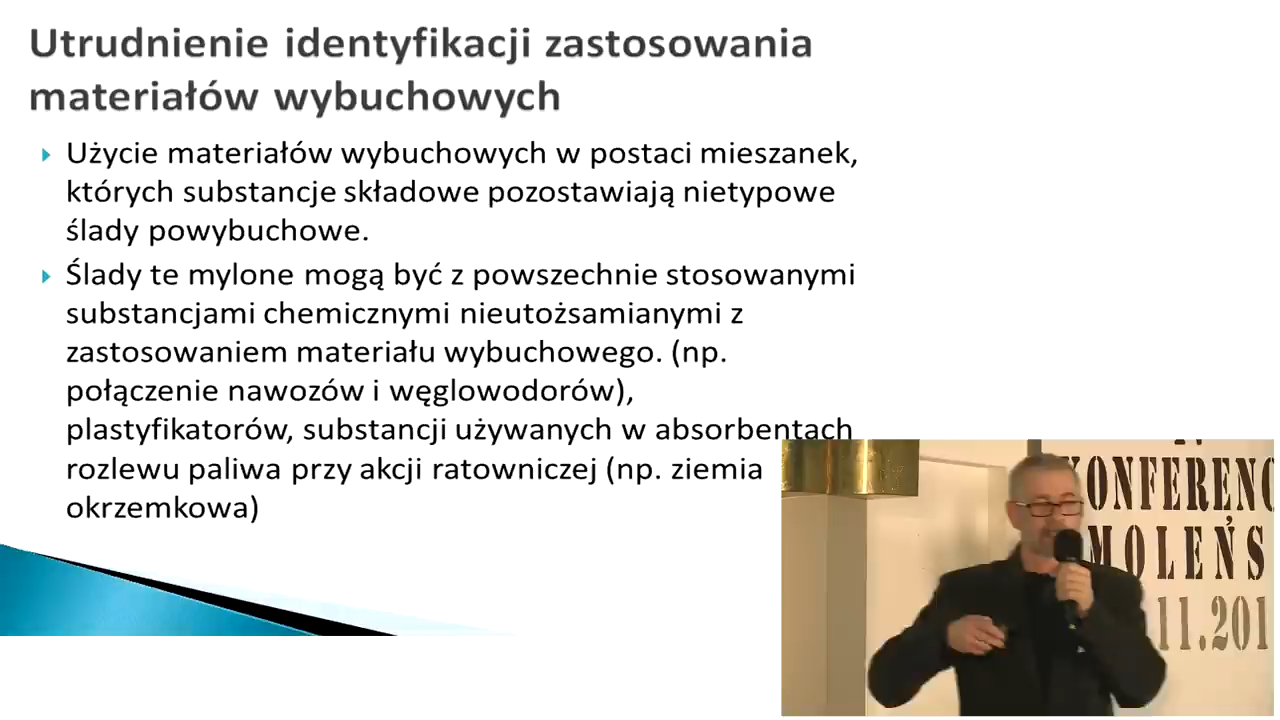 Utrudnienie identyfikacji zastosowania
materiałów wybuchowych
Użycie materiałów wybuchowych w postaci mieszanek,
których substancje składowe pozostawiają nietypowe
ślady powybuchowe.
Ślady te mylone mogą być z powszechnie stosowanymi
substancjami chemicznymi nieutożsamianymi z
zastosowaniem materiału wybuchowego. (np.
połączenie nawozów i węglowodorów),
plastyfikatorów, substancji używanych w absorbentach
rozlewu paliwa przy akcji ratowniczej (np. ziemia
okrzemkowa)
KONFERENC
MOLEŃS
11.201